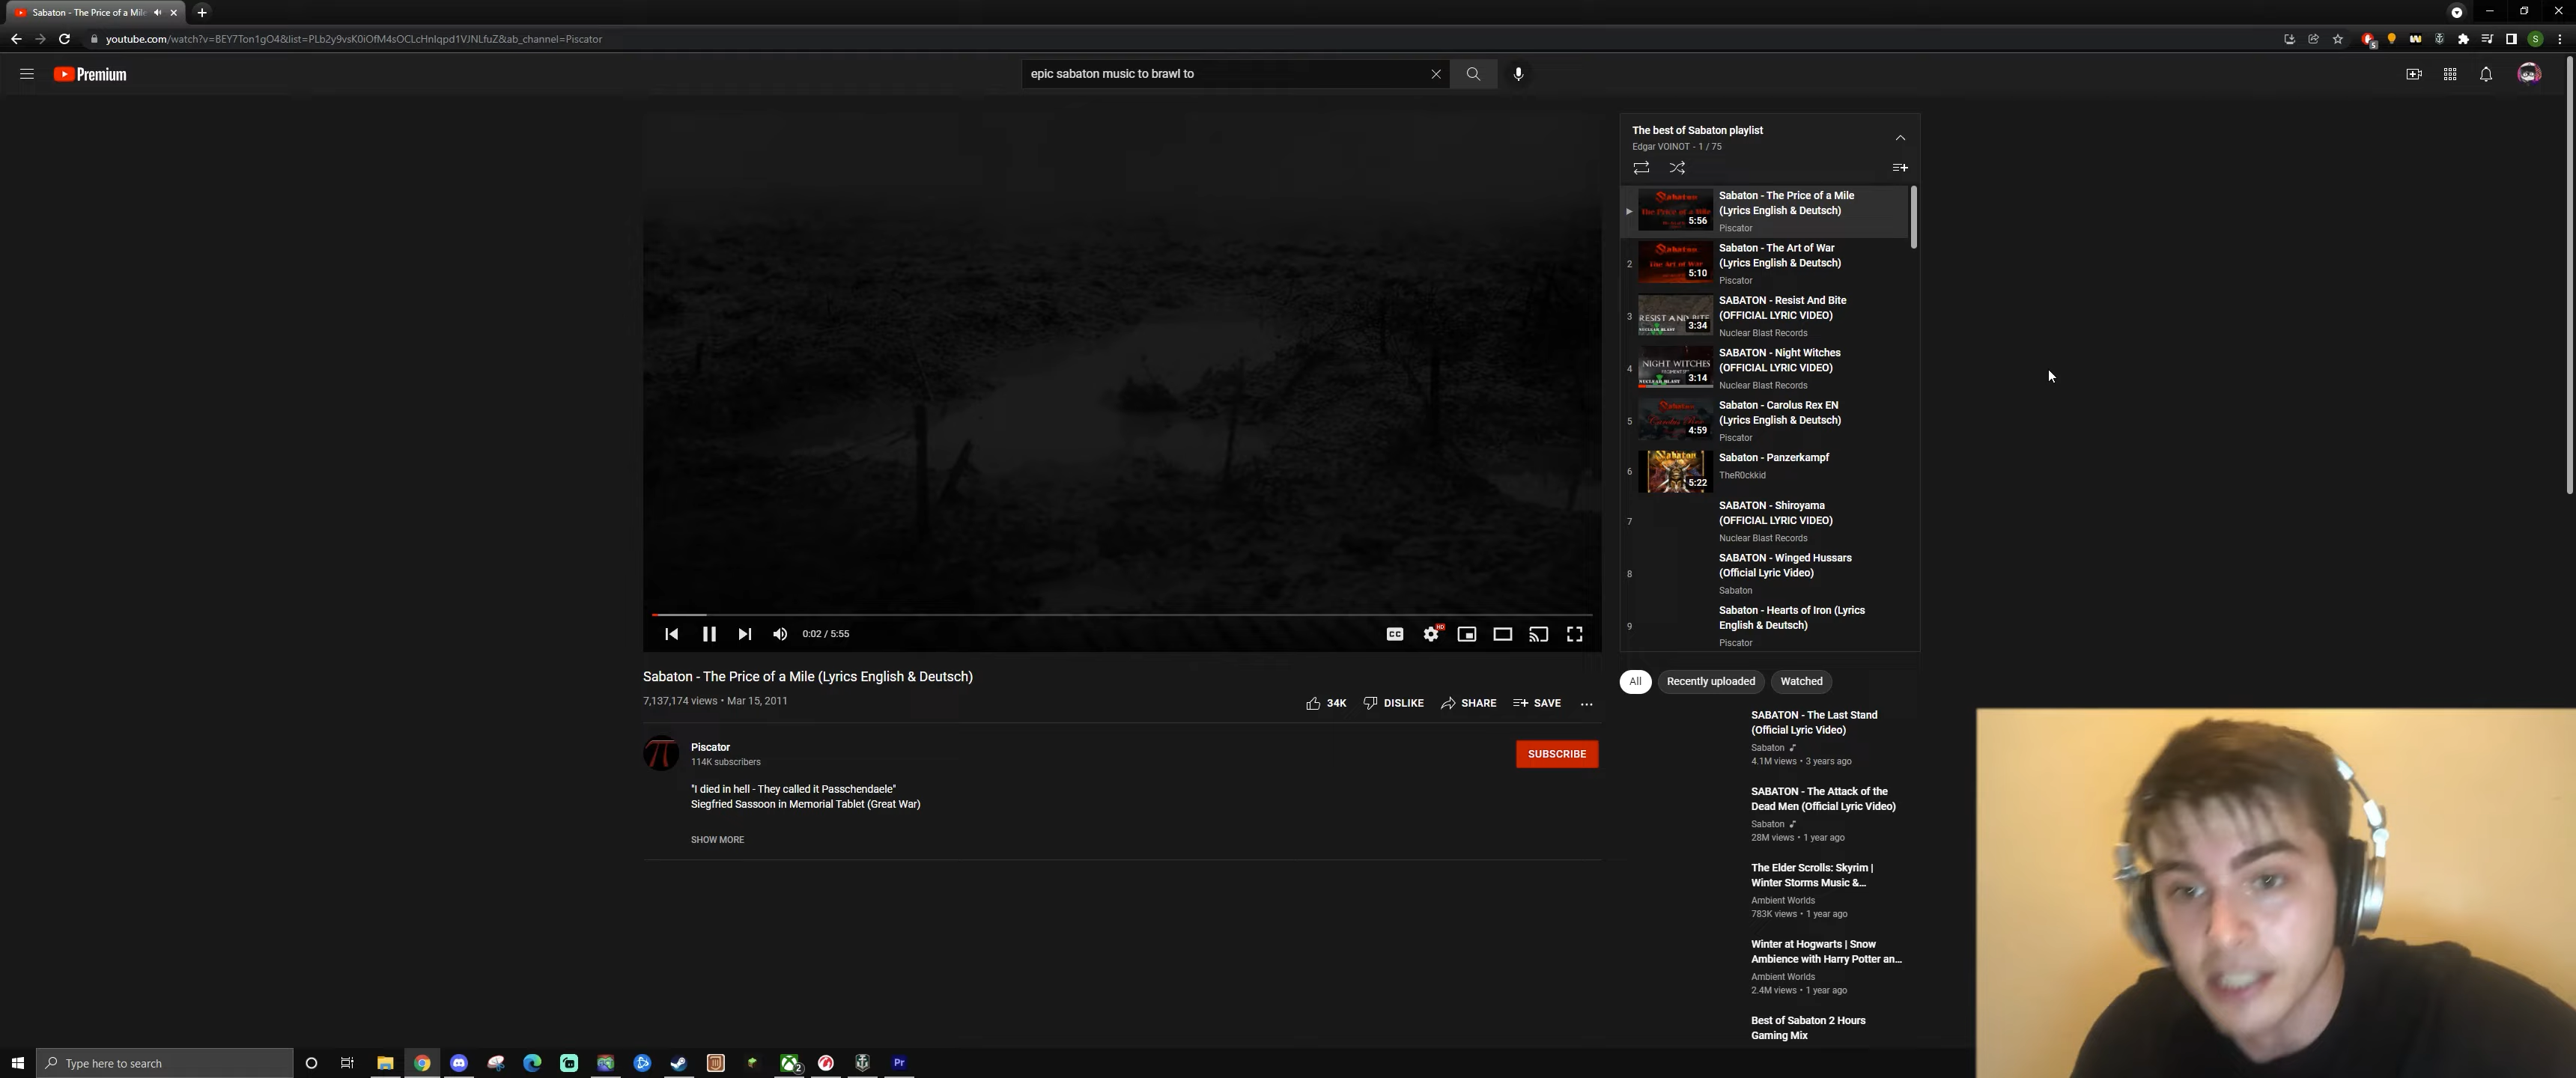 Sabaton - The Price of a Mile
youtube.com/watch?v=BEY7Ton1gO4&list=PLb2y9vsK0iOfM4sOCLcHnlqpd1VJNLfuZ&ab_channel=Piscator
Premium
epic sabaton music to brawl to
The best of Sabaton playlist
Edgar VOINOT - 1 / 75
Sabaton - The Price of a Mile
(Lyrics English & Deutsch)
5:56
Piscator
2
Sabaton - The Art of War
(Lyrics English & Deutsch)
5:10
Piscator
3
SABATON - Resist And Bite
(OFFICIAL LYRIC VIDEO)
3:34
Nuclear Blast Records
4
SABATON - Night Witches
(OFFICIAL LYRIC VIDEO)
NIGHT WITCHES
3:14
Nuclear Blast Records
5
Sabaton - Carolus Rex EN
(Lyrics English & Deutsch)
4:59
Piscator
6
Sabaton - Panzerkampf
TheR0ckkid
5:22
7
SABATON - Shiroyama
(OFFICIAL LYRIC VIDEO)
Nuclear Blast Records
8
SABATON - Winged Hussars
(Official Lyric Video)
Sabaton
9
Sabaton - Hearts of Iron (Lyrics
English & Deutsch)
Piscator
0:02 / 5:55
CC
HD
Sabaton - The Price of a Mile (Lyrics English & Deutsch)
7,137,174 views • Mar 15, 2011
34K DISLIKE SHARE SAVE
Piscator
114K subscribers
SUBSCRIBE
"I died in hell - They called it Passchendaele"
Siegfried Sassoon in Memorial Tablet (Great War)
SHOW MORE
All Recently uploaded Watched
SABATON - The Last Stand
(Official Lyric Video)
Sabaton
4.1M views • 3 years ago
SABATON - The Attack of the
Dead Men (Official Lyric Video)
Sabaton
28M views • 1 year ago
The Elder Scrolls: Skyrim |
Winter Storms Music &...
Ambient Worlds
783K views • 1 year ago
Winter at Hogwarts | Snow
Ambience with Harry Potter an...
Ambient Worlds
2.4M views • 1 year ago
Best of Sabaton 2 Hours
Gaming Mix
Type here to search
Pr